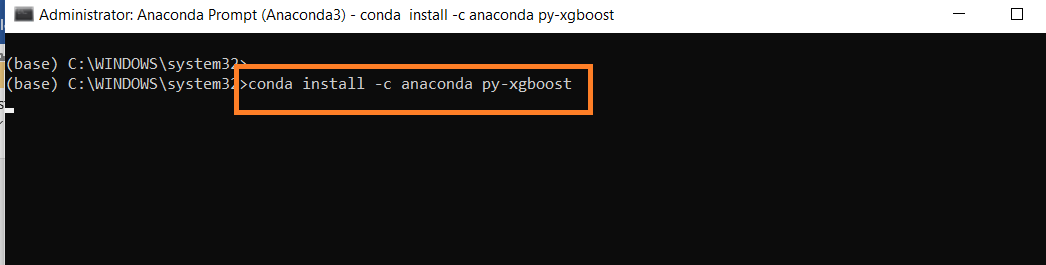 Administrator: Anaconda Prompt (Anaconda3) - conda  install -c anaconda py-xgboost
(base) C:\WINDOWS\system32>
(base) C:\WINDOWS\system32>conda install -c anaconda py-xgboost